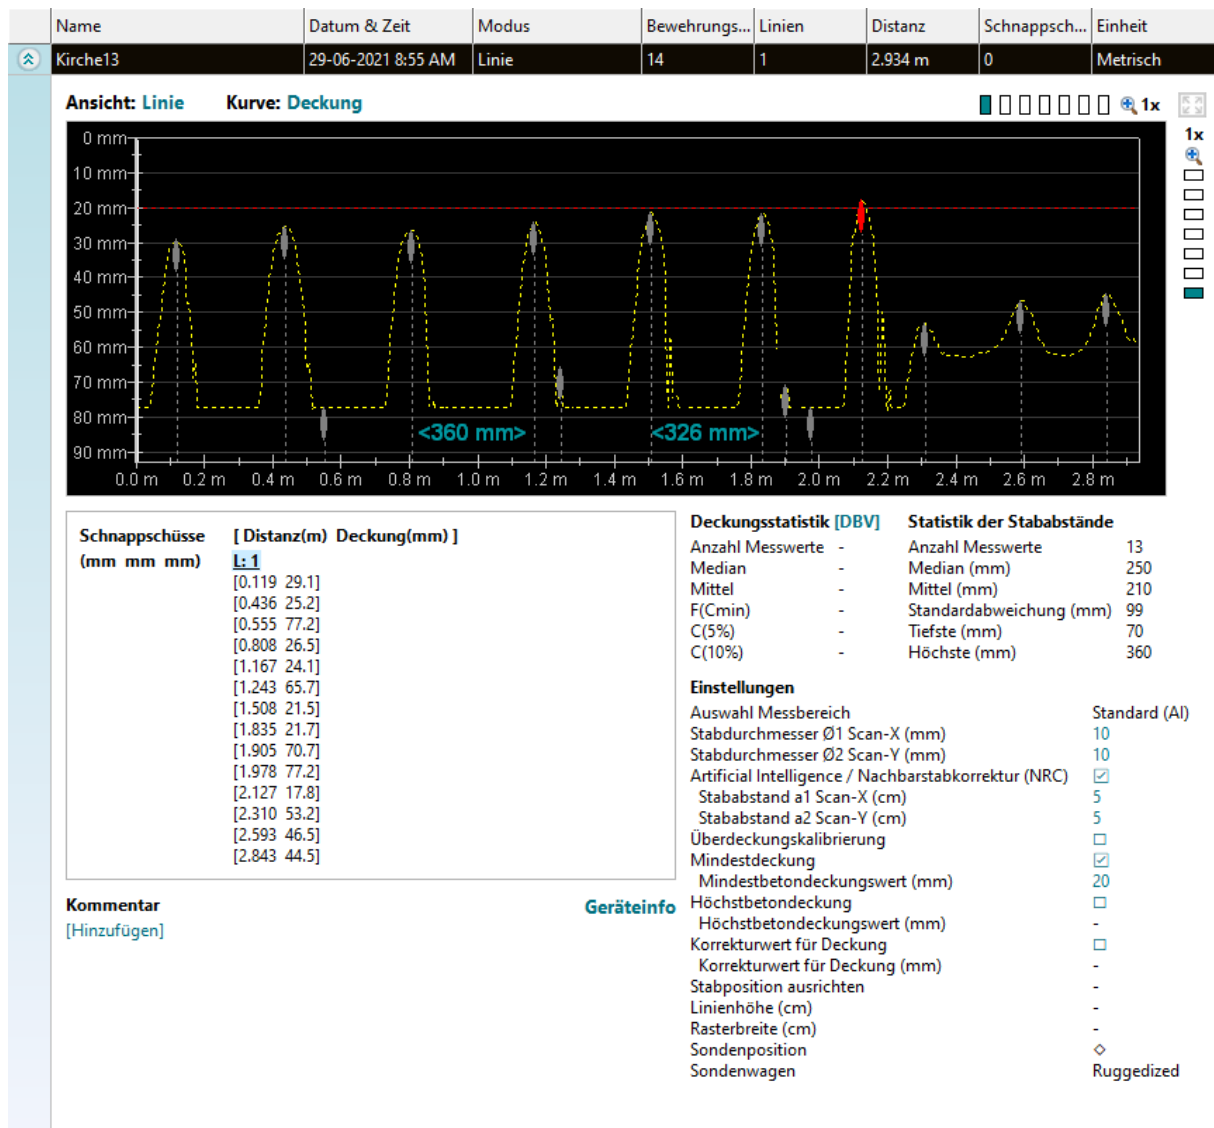 Name Datum & Zeit Modus Bewehrungs... Linien Distanz Schnappsch... Einheit
Kirche13 29-06-2021 8:55 AM Linie 14 1 2.934 m 0 Metrisch
Ansicht: Linie Kurve: Deckung 1x
1x
0 mm
10 mm
20 mm
30 mm
40 mm
50 mm
60 mm
70 mm
80 mm
90 mm
<360 mm> <326 mm>
0.0 m 0.2 m 0.4 m 0.6 m 0.8 m 1.0 m 1.2 m 1.4 m 1.6 m 1.8 m 2.0 m 2.2 m 2.4 m 2.6 m 2.8 m
Schnappschüsse [ Distanz(m) Deckung(mm) ]
(mm mm mm) L: 1
[0.119 29.1]
[0.436 25.2]
[0.555 77.2]
[0.808 26.5]
[1.167 24.1]
[1.243 65.7]
[1.508 21.5]
[1.835 21.7]
[1.905 70.7]
[1.978 77.2]
[2.127 17.8]
[2.310 53.2]
[2.593 46.5]
[2.843 44.5]
Kommentar Geräteinfo
[Hinzufügen]
Deckungsstatistik [DBV] Statistik der Stababstände
Anzahl Messwerte - Anzahl Messwerte 13
Median - Median (mm) 250
Mittel - Mittel (mm) 210
F(Cmin) - Standardabweichung (mm) 99
C(5%) - Tiefste (mm) 70
C(10%) - Höchste (mm) 360
Einstellungen
Auswahl Messbereich Standard (AI)
Stabdurchmesser Ø1 Scan-X (mm) 10
Stabdurchmesser Ø2 Scan-Y (mm) 10
Artificial Intelligence / Nachbarstabkorrektur (NRC)
Stababstand a1 Scan-X (cm) 5
Stababstand a2 Scan-Y (cm) 5
Überdeckungskalibrierung
Mindestdeckung
Mindestbetondeckungswert (mm) 20
Höchstbetondeckung
Höchstbetondeckungswert (mm) -
Korrekturwert für Deckung
Korrekturwert für Deckung (mm) -
Stabposition ausrichten -
Linienhöhe (cm) -
Rasterbreite (cm) -
Sondenposition
Sondenwagen Ruggedized